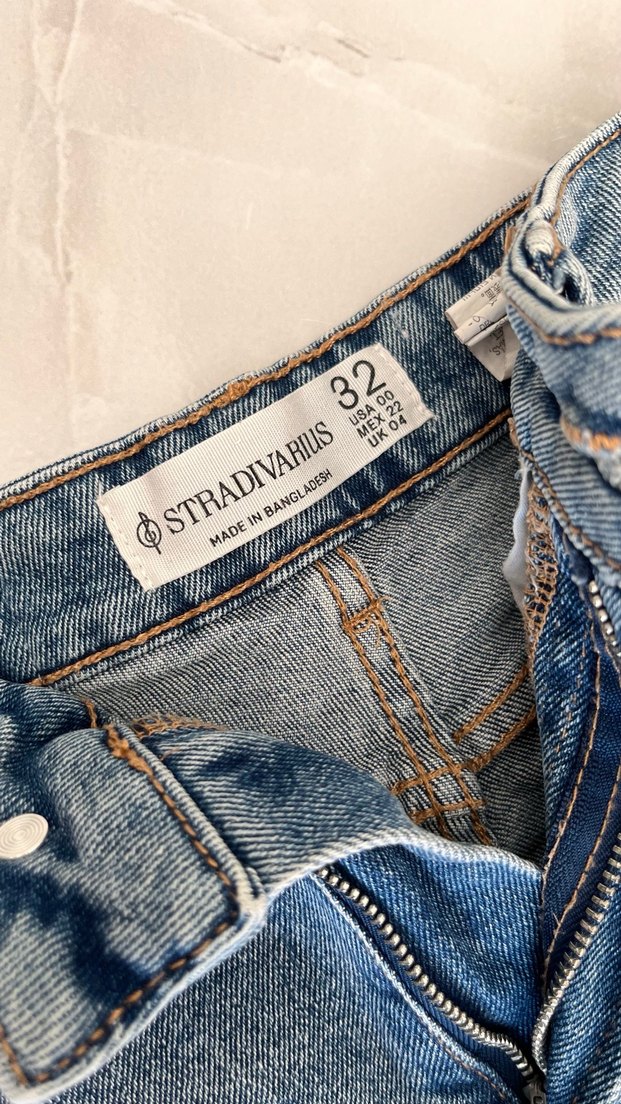 STRADIVARIUS
MADE IN BANGLADESH
32
USA 00
MEX 22
UK 04